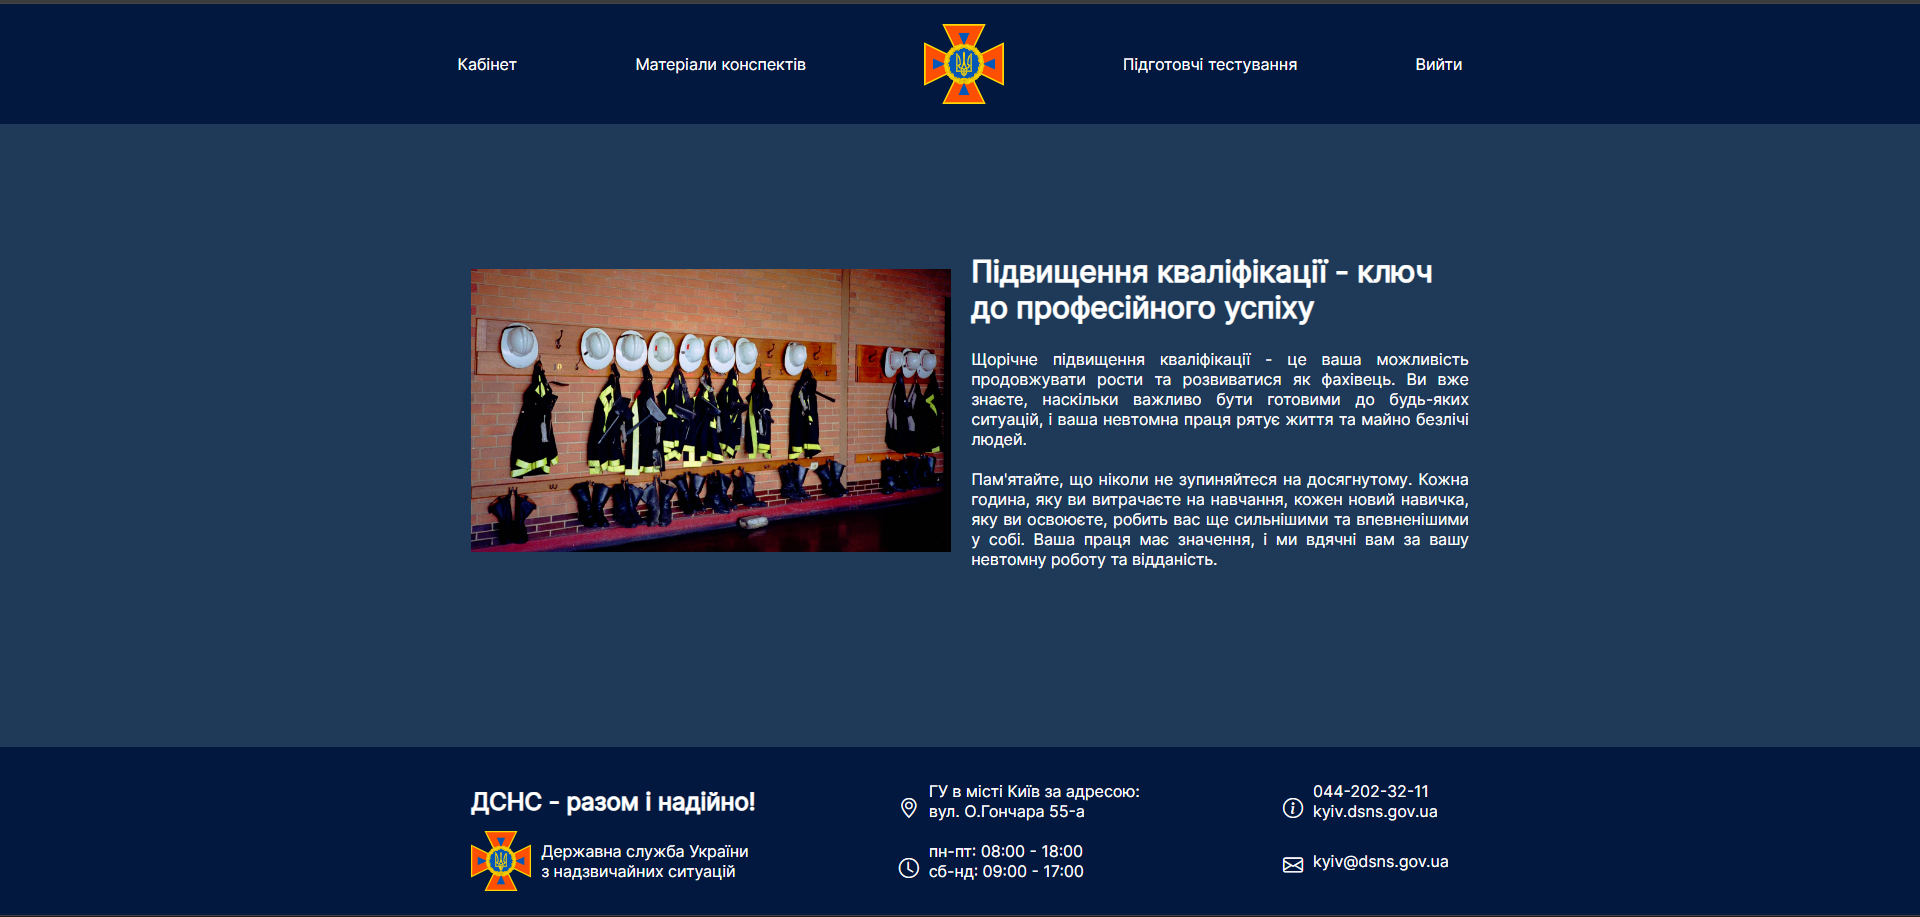 Кабінет
Матеріали конспектів
Підготовчі тестування
Вийти
Підвищення кваліфікації - ключ
до професійного успіху
Щорічне підвищення кваліфікації - це ваша можливість
продовжувати рости та розвиватися як фахівець. Ви вже
знаєте, наскільки важливо бути готовими до будь-яких
ситуацій, і ваша невтомна праця рятує життя та майно безлічі
людей.
Пам'ятайте, що ніколи не зупиняйтеся на досягнутому. Кожна
година, яку ви витрачаєте на навчання, кожен новий навичка,
яку ви освоюєте, робить вас ще сильнішими та впевненішими
у собі. Ваша праця має значення, і ми вдячні вам за вашу
невтомну роботу та відданість.
ДСНС - разом і надійно!
Державна служба України
з надзвичайних ситуацій
ГУ в місті Київ за адресою:
вул. О.Гончара 55-а
пн-пт: 08:00 - 18:00
сб-нд: 09:00 - 17:00
044-202-32-11
kyiv.dsns.gov.ua
kyiv@dsns.gov.ua